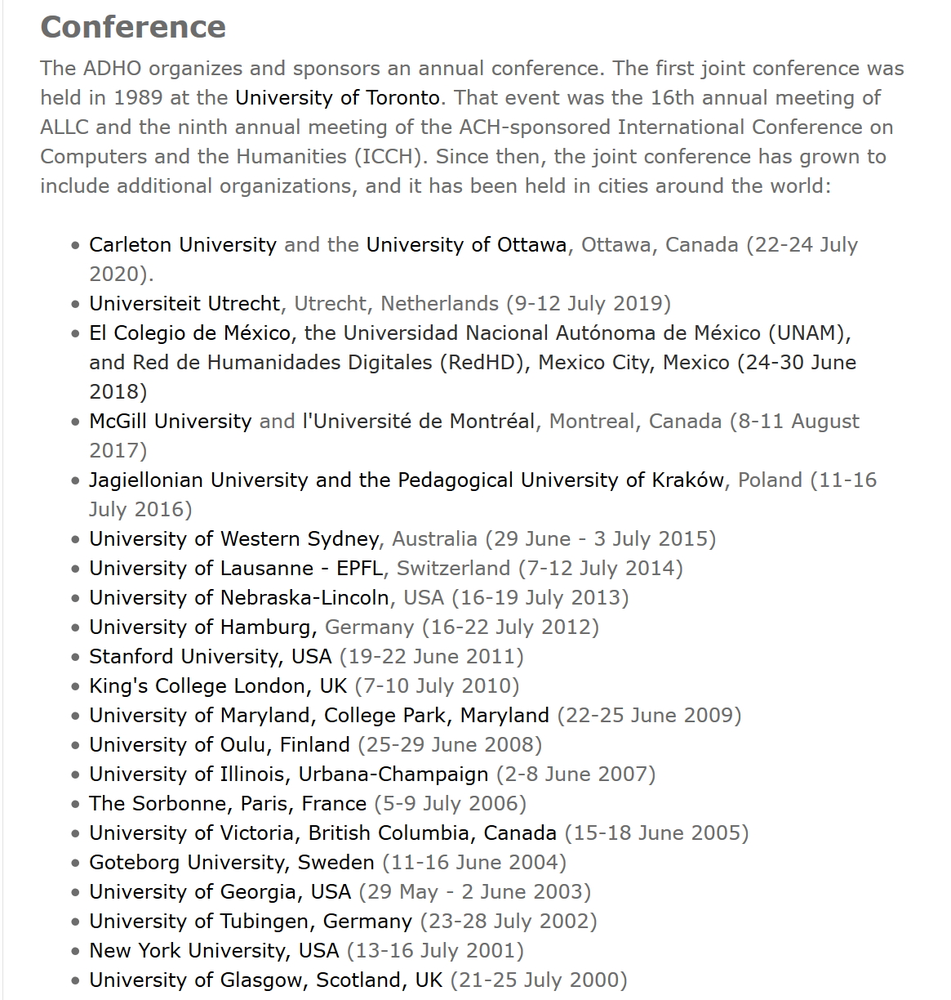 Conference
The ADHO organizes and sponsors an annual conference. The first joint conference was
held in 1989 at the University of Toronto. That event was the 16th annual meeting of
ALLC and the ninth annual meeting of the ACH-sponsored International Conference on
Computers and the Humanities (ICCH). Since then, the joint conference has grown to
include additional organizations, and it has been held in cities around the world:
• Carleton University and the University of Ottawa, Ottawa, Canada (22-24 July
2020).
• Universiteit Utrecht, Utrecht, Netherlands (9-12 July 2019)
• El Colegio de México, the Universidad Nacional Autónoma de México (UNAM),
and Red de Humanidades Digitales (RedHD), Mexico City, Mexico (24-30 June
2018)
• McGill University and l'Université de Montréal, Montreal, Canada (8-11 August
2017)
• Jagiellonian University and the Pedagogical University of Kraków, Poland (11-16
July 2016)
• University of Western Sydney, Australia (29 June - 3 July 2015)
• University of Lausanne - EPFL, Switzerland (7-12 July 2014)
• University of Nebraska-Lincoln, USA (16-19 July 2013)
• University of Hamburg, Germany (16-22 July 2012)
• Stanford University, USA (19-22 June 2011)
• King's College London, UK (7-10 July 2010)
• University of Maryland, College Park, Maryland (22-25 June 2009)
• University of Oulu, Finland (25-29 June 2008)
• University of Illinois, Urbana-Champaign (2-8 June 2007)
• The Sorbonne, Paris, France (5-9 July 2006)
• University of Victoria, British Columbia, Canada (15-18 June 2005)
• Goteborg University, Sweden (11-16 June 2004)
• University of Georgia, USA (29 May - 2 June 2003)
• University of Tubingen, Germany (23-28 July 2002)
• New York University, USA (13-16 July 2001)
• University of Glasgow, Scotland, UK (21-25 July 2000)